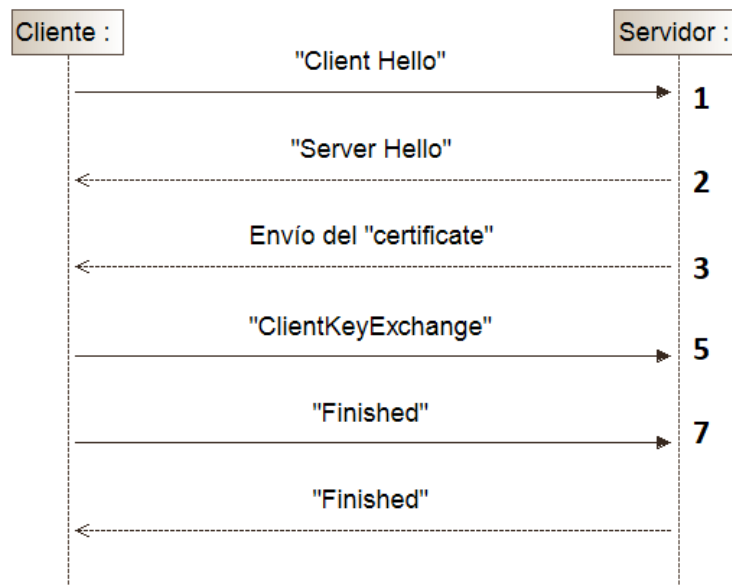 Cliente :
Servidor :
"Client Hello"
1
"Server Hello"
2
Envío del "certificate"
3
"ClientKeyExchange"
5
"Finished"
7
"Finished"